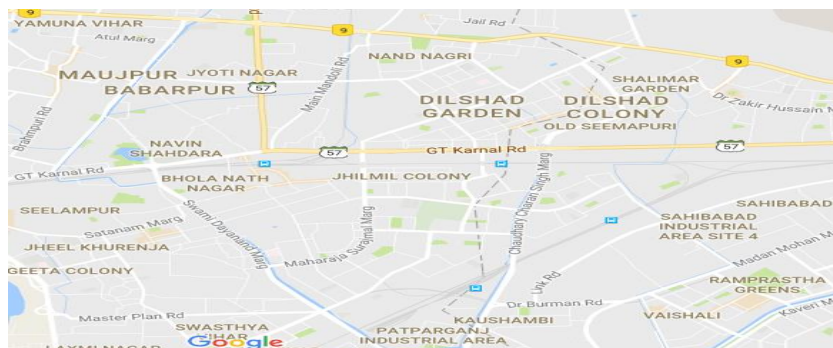 YAMUNA VIHAR
Atul Marg
9
Jail Rd
NAND NAGRI
9
MAUJPUR
BABARPUR
JYOTI NAGAR
57
Main Mandoli Rd
SHALIMAR
GARDEN
Dr Zakir Hussain M
DILSHAD
GARDEN
DILSHAD
COLONY
OLD SEEMAPURI
Brahmpuri Rd
NAVIN
SHAHDARA
57
GT Karnal Rd
57
GT Karnal Rd
BHOLA NATH
NAGAR
JHILMIL COLONY
Chaudhary Charan Singh Marg
SEELAMPUR
Satanam Marg
Swami Dayanand Marg
Maharaja Surajmal Marg
SAHIBABAD
SAHIBABAD
INDUSTRIAL
AREA SITE 4
JHEEL KHURENJA
GEETA COLONY
Madan Mohan M
Link Rd
RAMPRASTHA
GREENS
Dr Burman Rd
Kaveri M
Master Plan Rd
KAUSHAMBI
VAISHALI
SWASTHYA
VIHAR
PATPARGANJ
INDUSTRIAL AREA
Google
LAXMI NAGAR